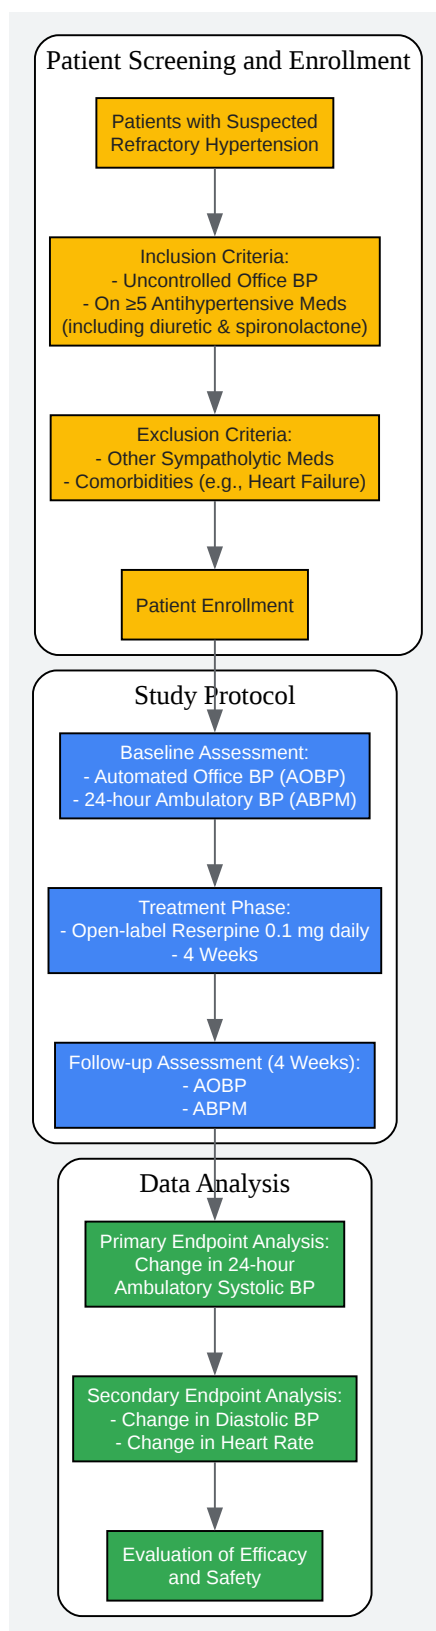 Patient Screening and Enrollment
Patients with Suspected
Refractory Hypertension
Inclusion Criteria:
- Uncontrolled Office BP
- On ≥5 Antihypertensive Meds
(including diuretic & spironolactone)
Exclusion Criteria:
- Other Sympatholytic Meds
- Comorbidities (e.g., Heart Failure)
Patient Enrollment
Study Protocol
Baseline Assessment:
- Automated Office BP (AOBP)
- 24-hour Ambulatory BP (ABPM)
Treatment Phase:
- Open-label Reserpine 0.1 mg daily
- 4 Weeks
Follow-up Assessment (4 Weeks):
- AOBP
- ABPM
Data Analysis
Primary Endpoint Analysis:
Change in 24-hour
Ambulatory Systolic BP
Secondary Endpoint Analysis:
- Change in Diastolic BP
- Change in Heart Rate
Evaluation of Efficacy
and Safety